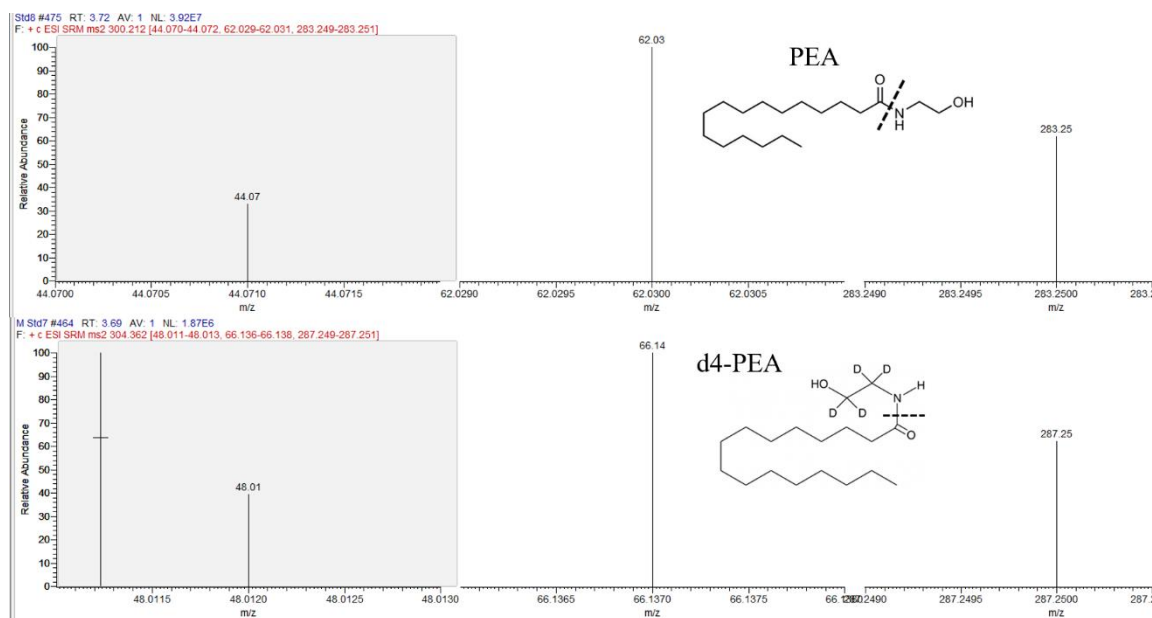 Std8 #475 RT: 3.72 AV: 1 NL: 3.92E7
F: + c ESI SRM ms2 300.212 [44.070-44.072, 62.029-62.031, 283.249-283.251]
PEA
Relative Abundance
100
90
80
70
60
50
40
30
20
10
0
44.07
62.03
283.25
O
N
H
OH
44.0700 44.0705 44.0710 44.0715 62.0290 62.0295 62.0300 62.0305 283.2490 283.2495 283.2500
m/z m/z m/z
M Std7 #464 RT: 3.69 AV: 1 NL: 1.87E6
F: + c ESI SRM ms2 304.362 [48.011-48.013, 66.136-66.138, 287.249-287.251]
d4-PEA
Relative Abundance
100
90
80
70
60
50
40
30
20
10
0
48.01
66.14
287.25
D D
HO N H
D D
O
48.0115 48.0120 48.0125 48.0130 66.1365 66.1370 66.1375 287.2495 287.2500
m/z m/z m/z